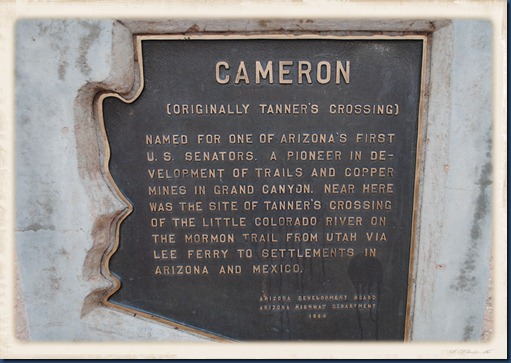 CAMERON
(ORIGINALLY TANNER'S CROSSING)
NAMED FOR ONE OF ARIZONA'S FIRST
U.S. SENATORS. A PIONEER IN DE-
VELOPMENT OF TRAILS AND COPPER
MINES IN GRAND CANYON. NEAR HERE
WAS THE SITE OF TANNER'S CROSSING
OF THE LITTLE COLORADO RIVER ON
THE MORMON TRAIL FROM UTAH VIA
LEE FERRY TO SETTLEMENTS IN
ARIZONA AND MEXICO.
ARIZONA DEVELOPMENT BOARD
ARIZONA HIGHWAY DEPARTMENT